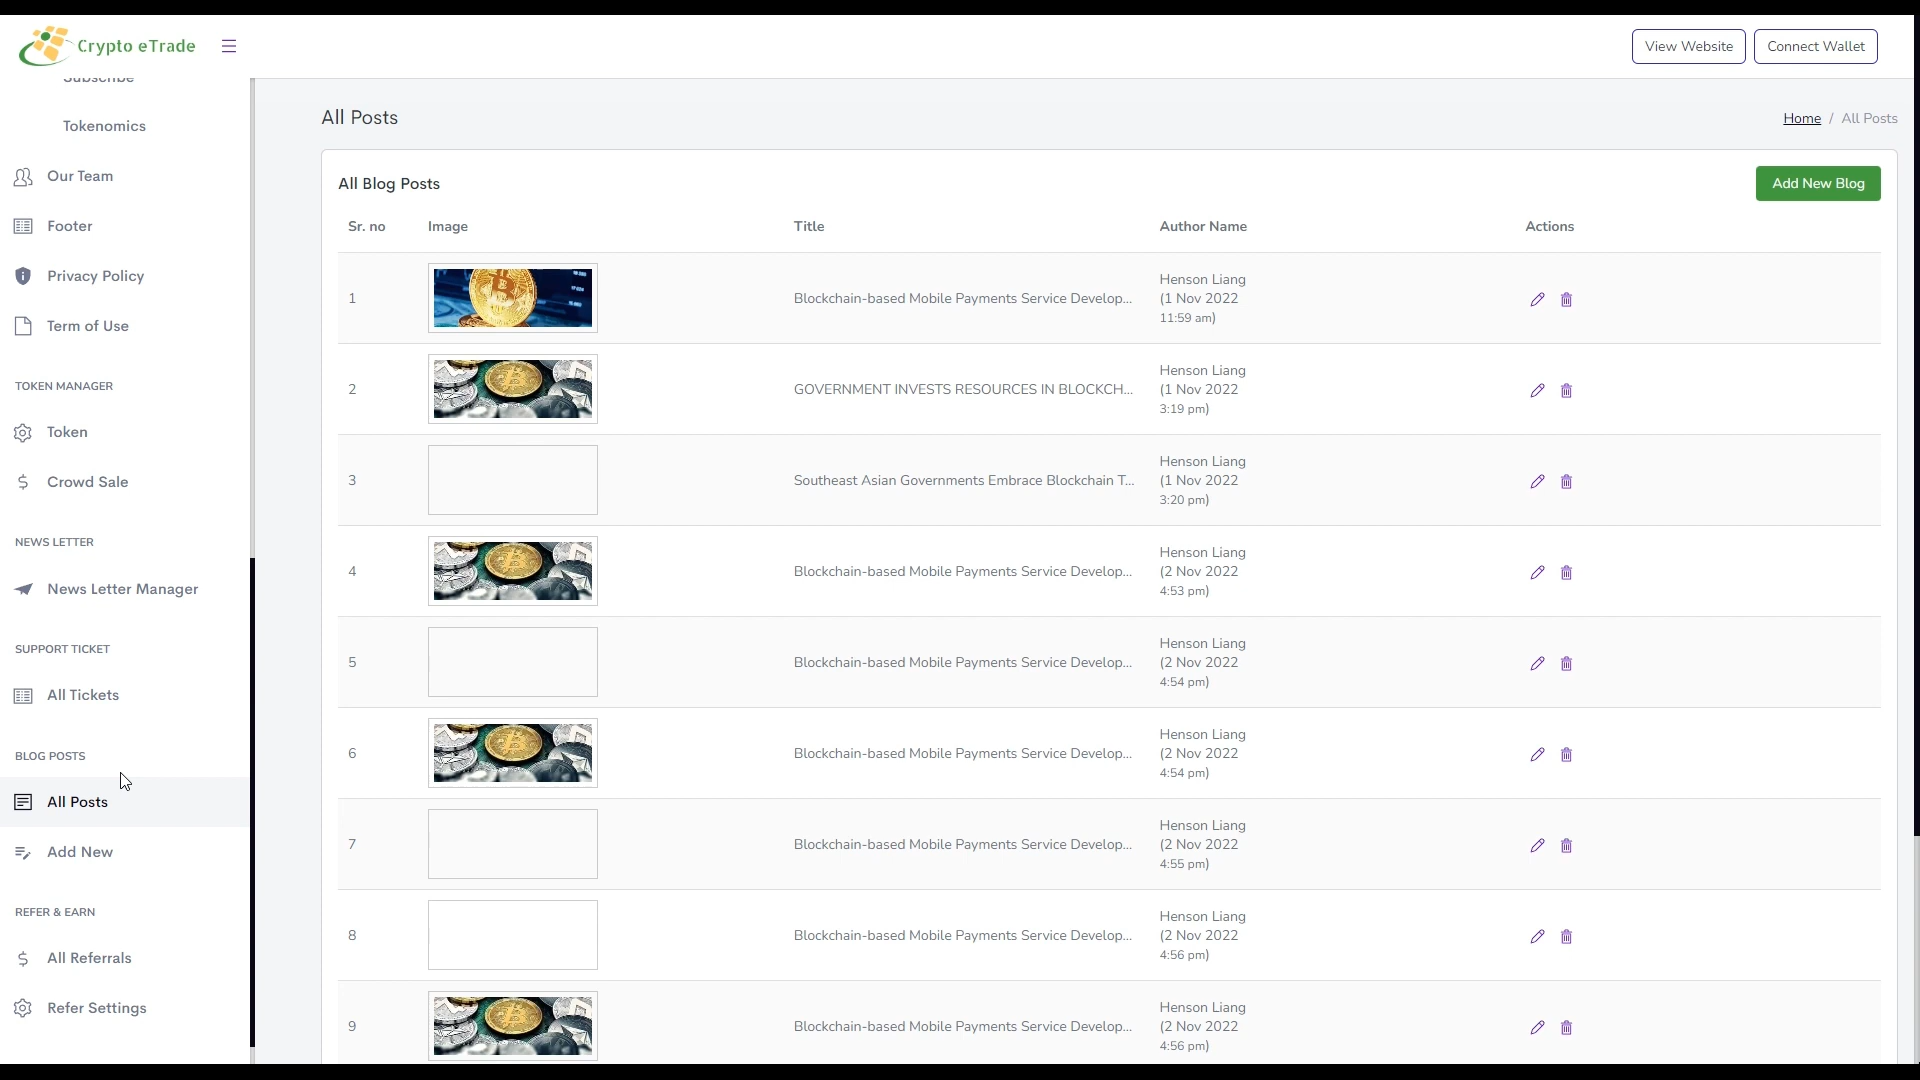 Crypto eTrade
View Website
Connect Wallet
Subscribe
Tokenomics
Our Team
Footer
Privacy Policy
Term of Use
TOKEN MANAGER
Token
Crowd Sale
NEWS LETTER
News Letter Manager
SUPPORT TICKET
All Tickets
BLOG POSTS
All Posts
Add New
REFER & EARN
All Referrals
Refer Settings
All Posts
Home / All Posts
All Blog Posts
Add New Blog
Sr. no Image Title Author Name Actions
1 Blockchain-based Mobile Payments Service Develop... Henson Liang
(1 Nov 2022
11:59 am)
2 GOVERNMENT INVESTS RESOURCES IN BLOCKCH... Henson Liang
(1 Nov 2022
3:19 pm)
3 Southeast Asian Governments Embrace Blockchain T... Henson Liang
(1 Nov 2022
3:20 pm)
4 Blockchain-based Mobile Payments Service Develop... Henson Liang
(2 Nov 2022
4:53 pm)
5 Blockchain-based Mobile Payments Service Develop... Henson Liang
(2 Nov 2022
4:54 pm)
6 Blockchain-based Mobile Payments Service Develop... Henson Liang
(2 Nov 2022
4:54 pm)
7 Blockchain-based Mobile Payments Service Develop... Henson Liang
(2 Nov 2022
4:55 pm)
8 Blockchain-based Mobile Payments Service Develop... Henson Liang
(2 Nov 2022
4:56 pm)
9 Blockchain-based Mobile Payments Service Develop... Henson Liang
(2 Nov 2022
4:56 pm)